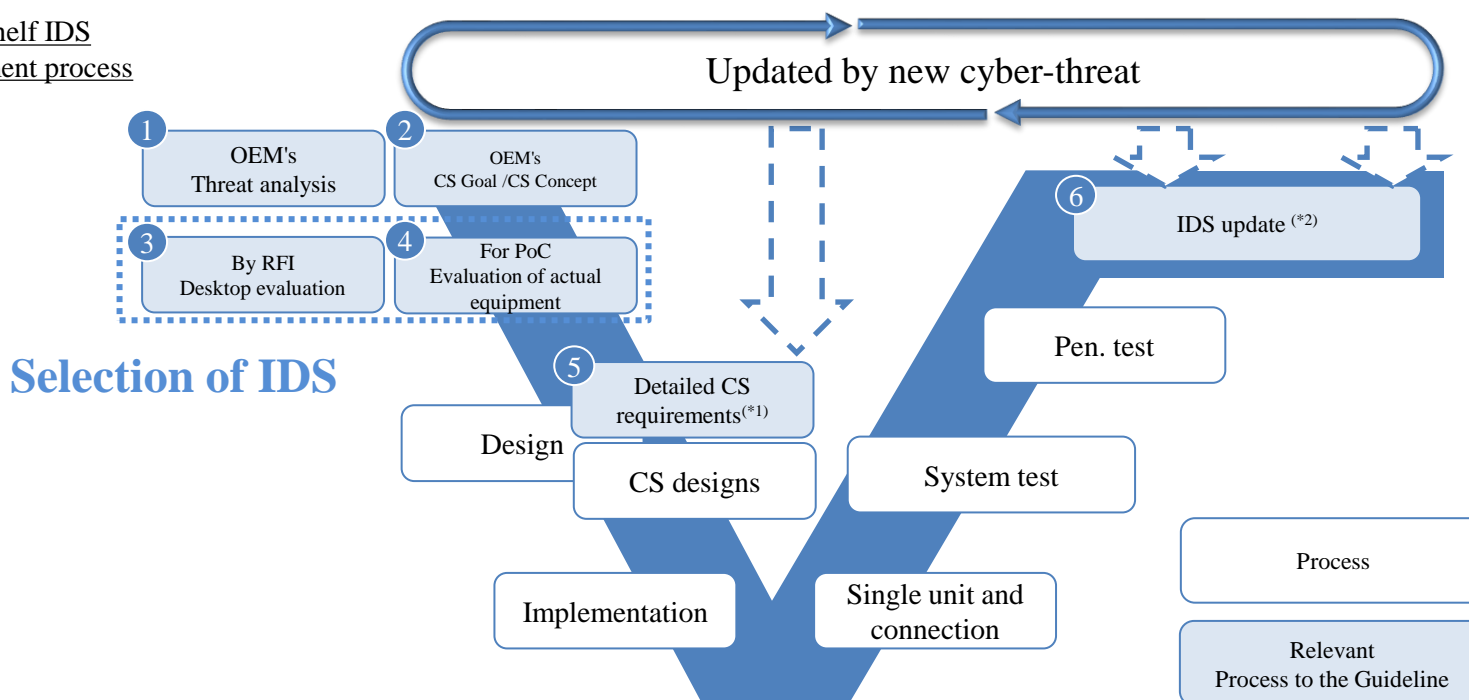 IDS
process
Updated by new cyber-threat
1
OEM's
Threat analysis
2
OEM's
CS Goal /CS Concept
3
By RFI
Desktop evaluation
4
For PoC
Evaluation of actual
equipment
Selection of IDS
5
Detailed CS
requirements(*1)
Design
CS designs
Implementation
Single unit and
connection
System test
Pen. test
6
IDS update (*2)
Process
Relevant
Process to the Guideline